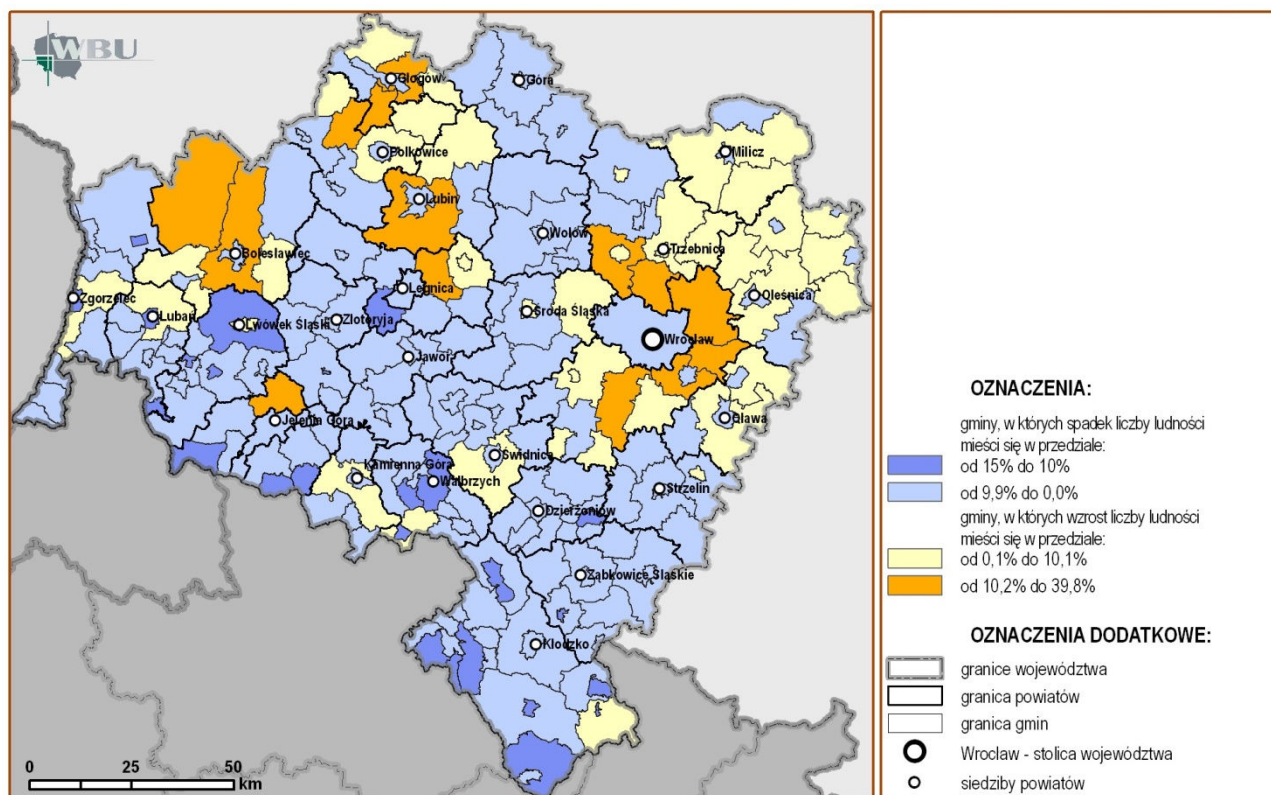 WBU
Głogów
Góra
Polkowice
Milicz
Lubin
Wołów
Trzebnica
Bolesławiec
Oleśnica
Legnica
Zgorzelec
Lubań
Lwówek Śląski
Złotoryja
Środa Śląska
Wrocław
Jawor
Jelenia Góra
Oława
Kamienna Góra
Świdnica
Wałbrzych
Strzelin
Dzierżoniów
Ząbkowice Śląskie
Kłodzko
0 25 50
km
OZNACZENIA:
gminy, w których spadek liczby ludności
mieści się w przedziale:
od 15% do 10%
od 9,9% do 0,0%
gminy, w których wzrost liczby ludności
mieści się w przedziale:
od 0,1% do 10,1%
od 10,2% do 39,8%
OZNACZENIA DODATKOWE:
granice województwa
granica powiatów
granica gmin
Wrocław - stolica województwa
siedziby powiatów